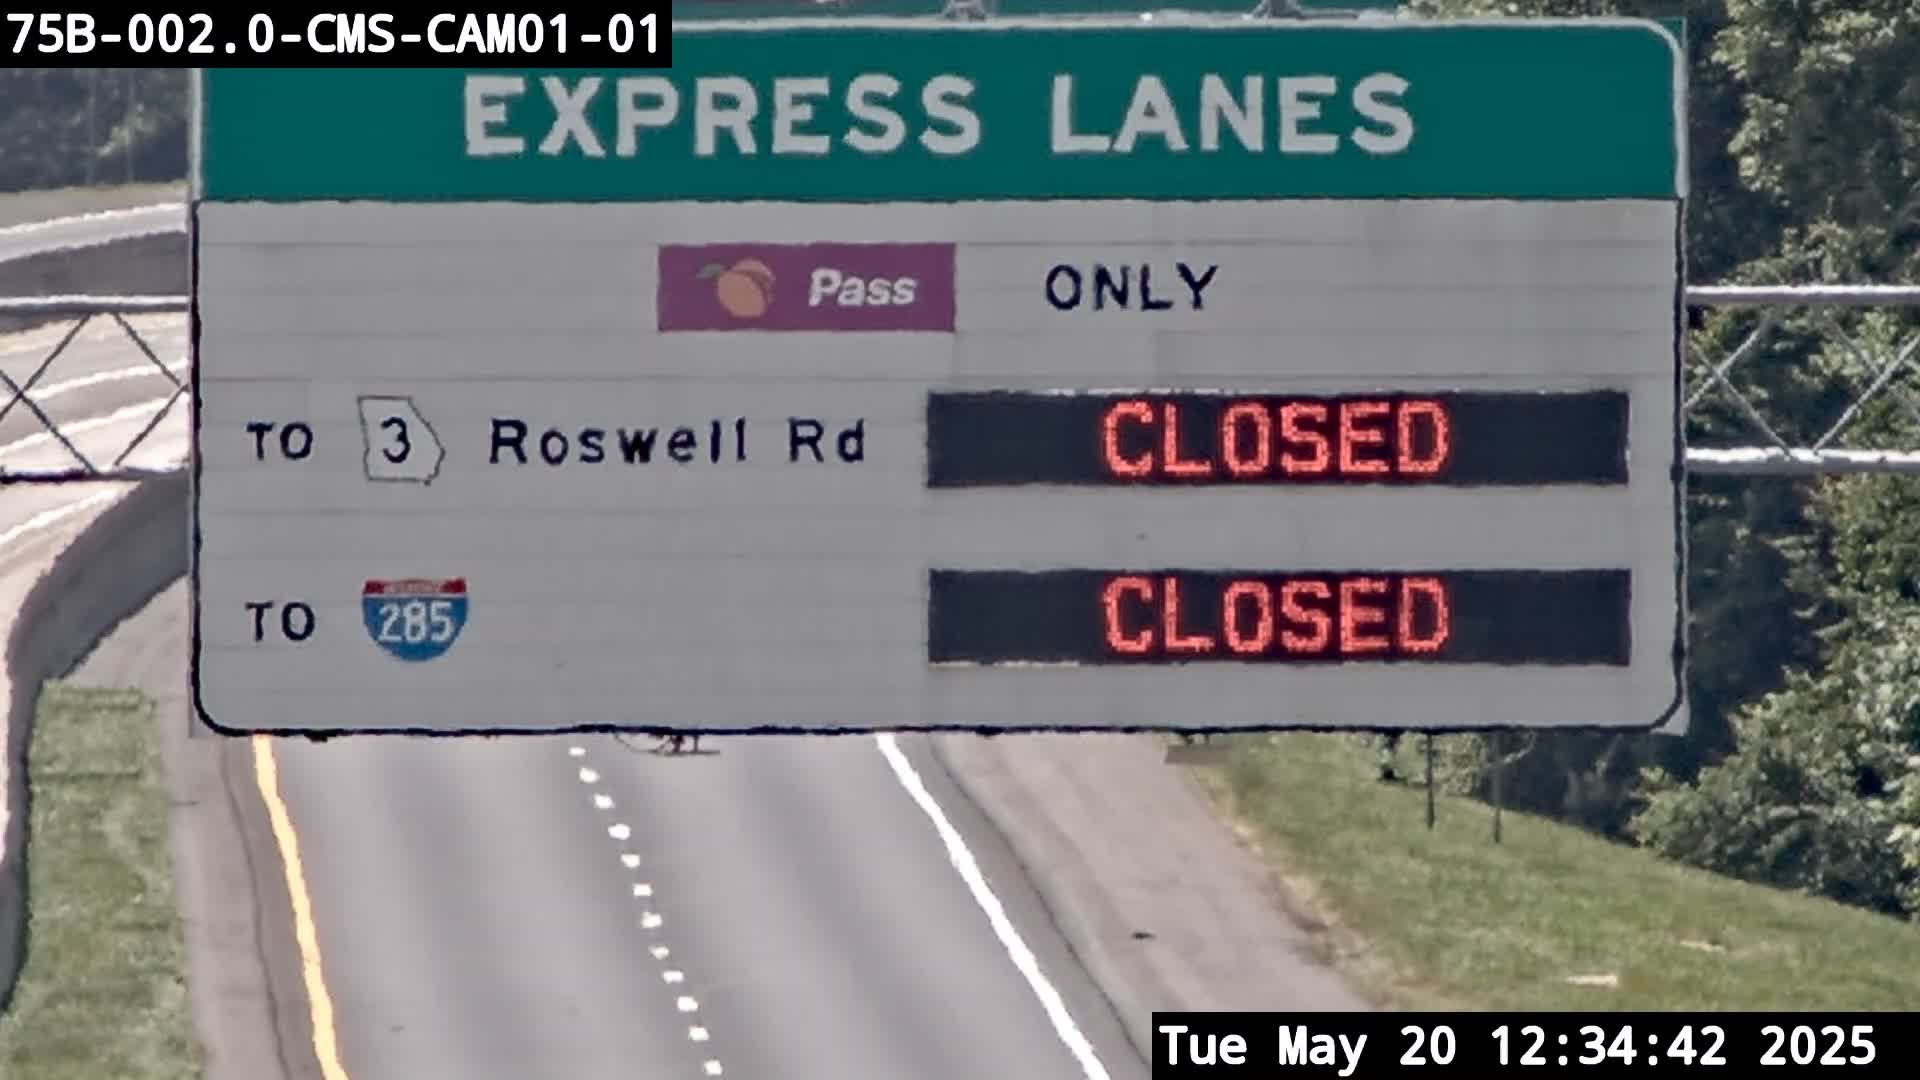 75B-002.0-CMS-CAM01-01
EXPRESS LANES
Pass ONLY
TO 3 Roswell Rd CLOSED
TO 285 CLOSED
Tue May 20 12:34:42 2025